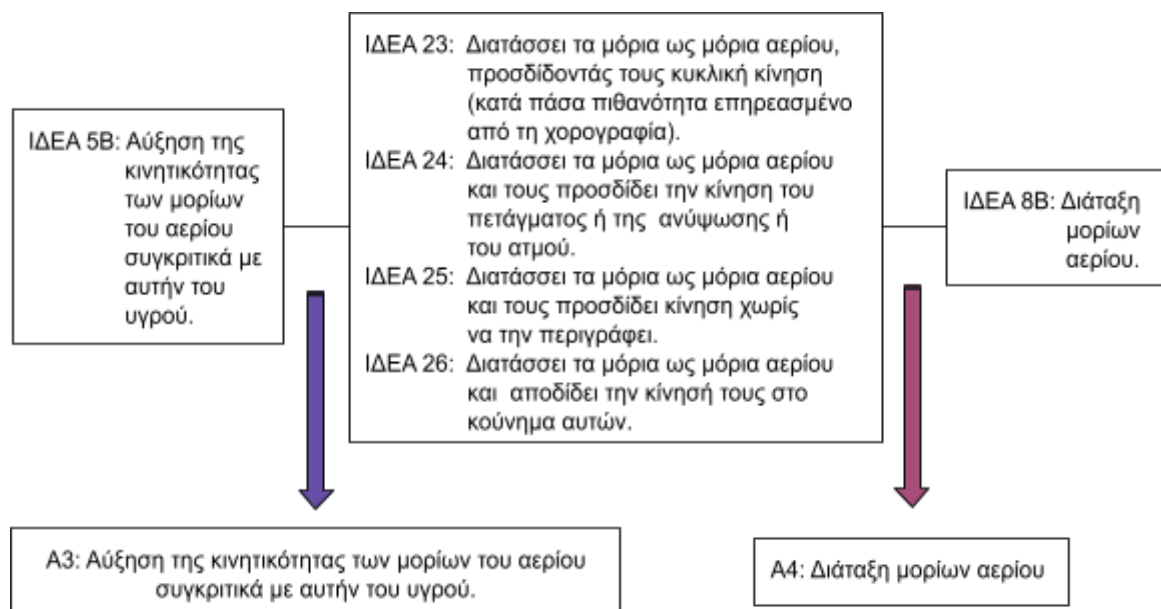 ΙΔΕΑ 5Β: Αύξηση της
κινητικότητας
των μορίων
του αερίου
συγκριτικά με
αυτήν του
υγρού.
ΙΔΕΑ 23: Διατάσσει τα μόρια ως μόρια αερίου,
προσδίδοντάς τους κυκλική κίνηση
(κατά πάσα πιθανότητα επηρεασμένο
από τη χορογραφία).
ΙΔΕΑ 24: Διατάσσει τα μόρια ως μόρια αερίου
και τους προσδίδει την κίνηση του
πετάγματος ή της ανύψωσης ή
του ατμού.
ΙΔΕΑ 25: Διατάσσει τα μόρια ως μόρια αερίου
και τους προσδίδει κίνηση χωρίς
να την περιγράφει.
ΙΔΕΑ 26: Διατάσσει τα μόρια ως μόρια αερίου
και αποδίδει την κίνησή τους στο
κούνημα αυτών.
ΙΔΕΑ 8Β: Διάταξη
μορίων
αερίου.
Α3: Αύξηση της κινητικότητας των μορίων του αερίου
συγκριτικά με αυτήν του υγρού.
Α4: Διάταξη μορίων αερίου